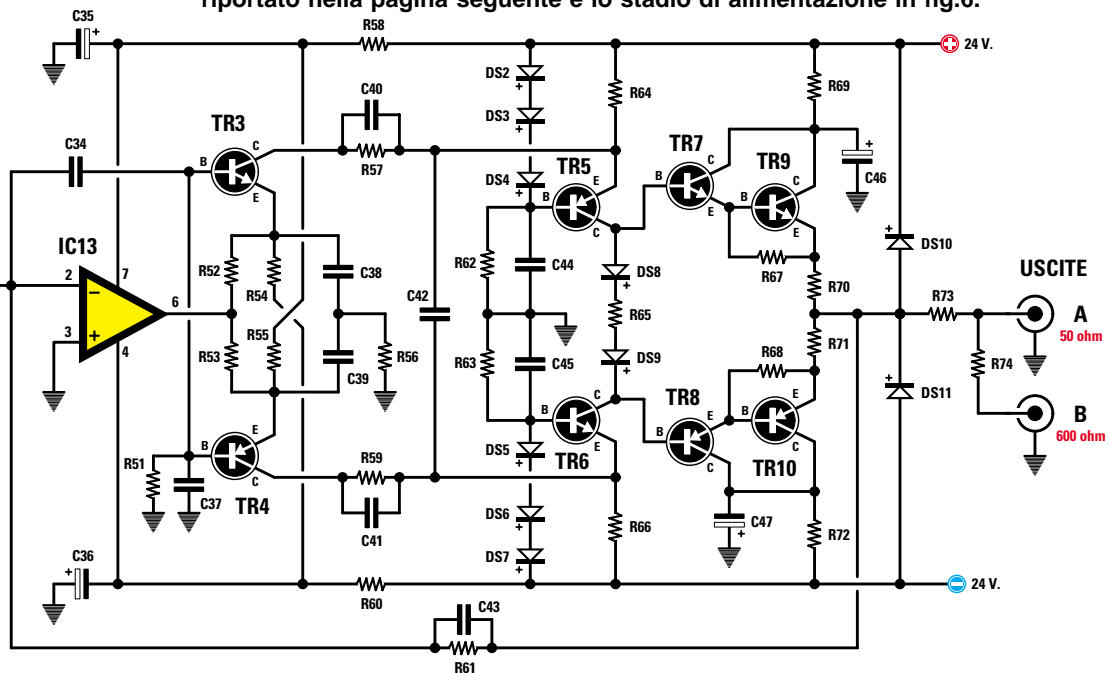 riportato nella pagina seguente e lo stadio di alimentazione in fig.6.
C35
+
R58
24 V.
DS2
+
C40
R64
R69
DS3
+
TR3
C34
C
B
E
R57
DS4
+
TR5
E
B
C
TR7
C
B
E
TR9
C
B
E
+
C46
IC13
2
-
3
+
7
6
4
R52
R54
C38
R62
C44
DS8
+
R67
DS10
+
USCITE
C42
R70
R73
A
50 ohm
R55
R65
R53
C39
R56
R63
C45
DS9
+
R68
R71
R74
DS11
+
B
600 ohm
R51
B
E
C
TR4
C37
R59
C41
B
C
E
TR6
DS5
+
TR8
B
E
C
B
E
C
TR10
DS6
+
C47
+
R72
R66
DS7
+
C36
+
R60
24 V.
C43
R61